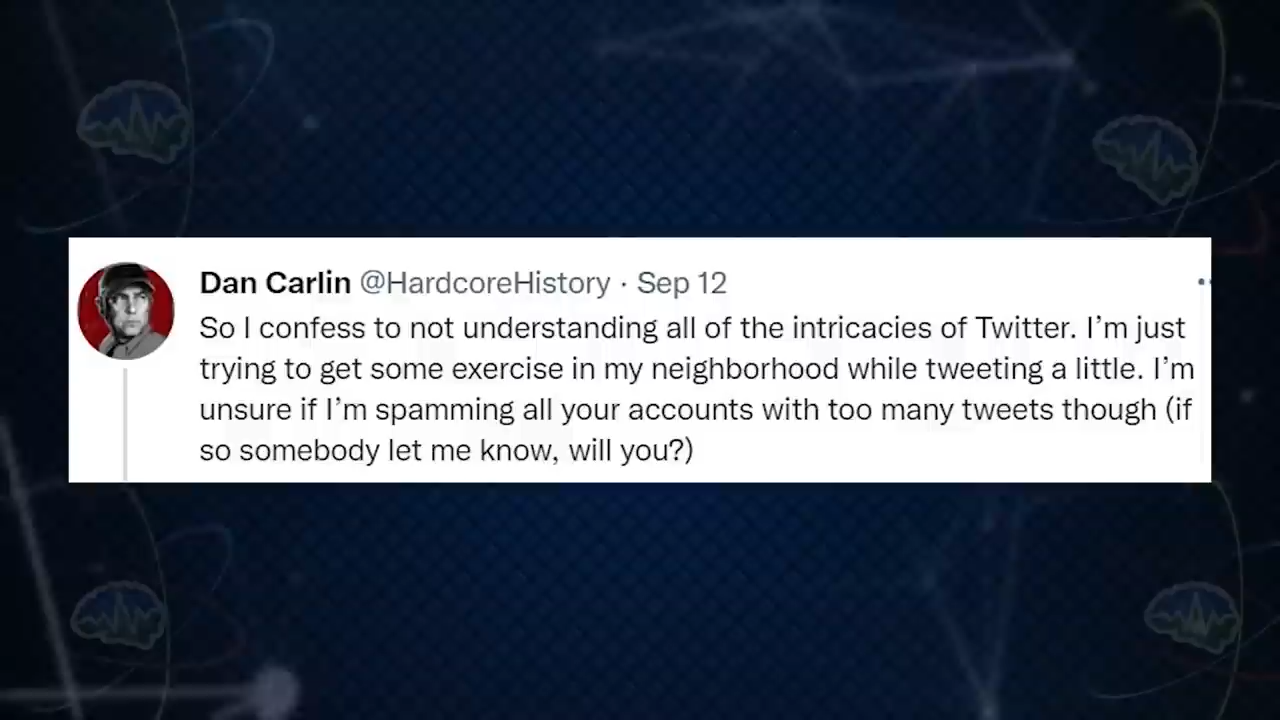 Dan Carlin @HardcoreHistory · Sep 12
So I confess to not understanding all of the intricacies of Twitter. I’m just
trying to get some exercise in my neighborhood while tweeting a little. I’m
unsure if I’m spamming all your accounts with too many tweets though (if
so somebody let me know, will you?)